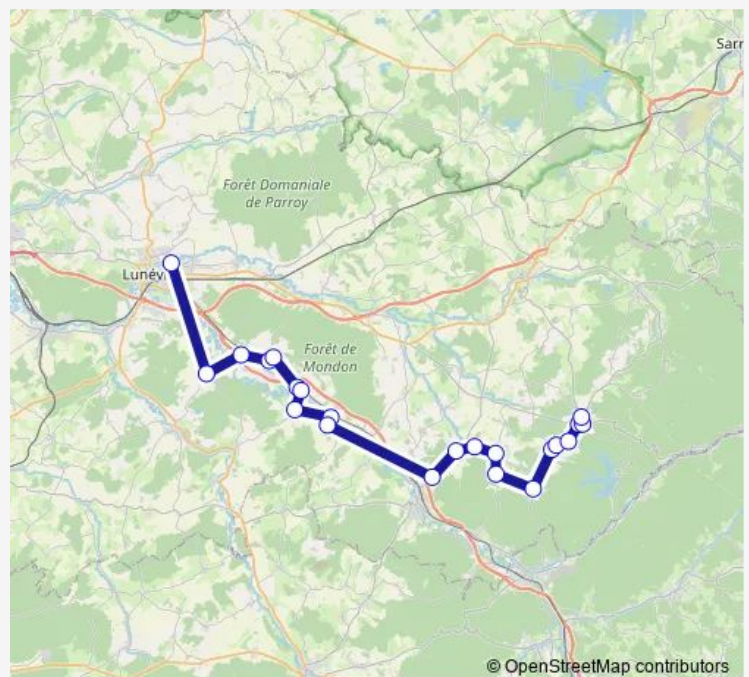 Sarr
Forêt Domaniale
de Parroy
Lunév
Forêt de
Mondon
© OpenStreetMap contributors